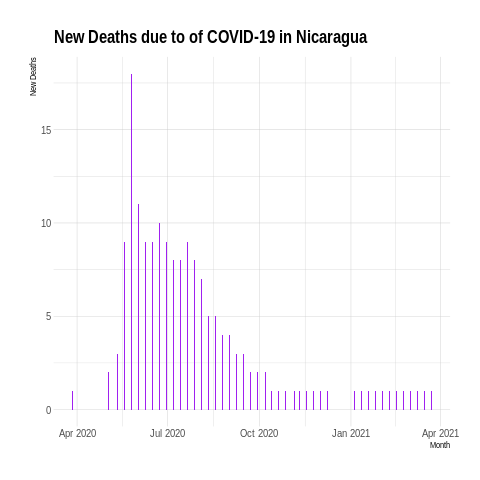 New Deaths due to of COVID-19 in Nicaragua
New Deaths
15
10
5
0
Apr 2020 Jul 2020 Oct 2020 Jan 2021 Apr 2021
Month